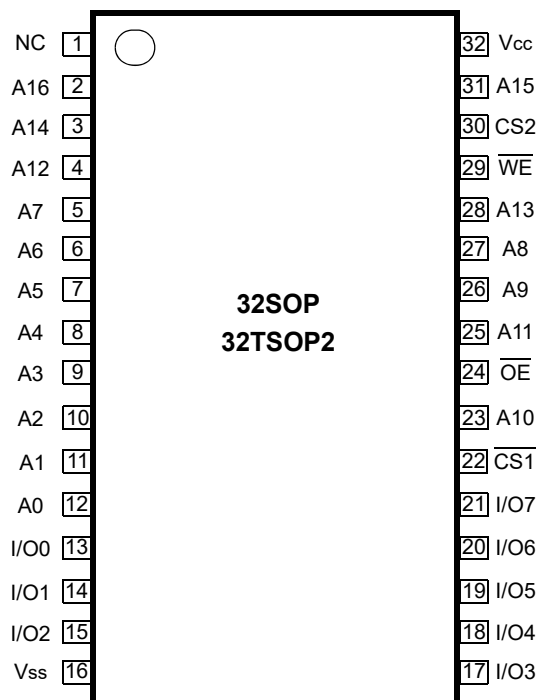 NC 1 32 Vcc
A16 2 31 A15
A14 3 30 CS2
A12 4 29 WE
A7 5 28 A13
A6 6 27 A8
A5 7 26 A9
32SOP
A4 8 25 A11
32TSOP2
A3 9 24 OE
A2 10 23 A10
A1 11 22 CS1
A0 12 21 I/O7
I/O0 13 20 I/O6
I/O1 14 19 I/O5
I/O2 15 18 I/O4
Vss 16 17 I/O3